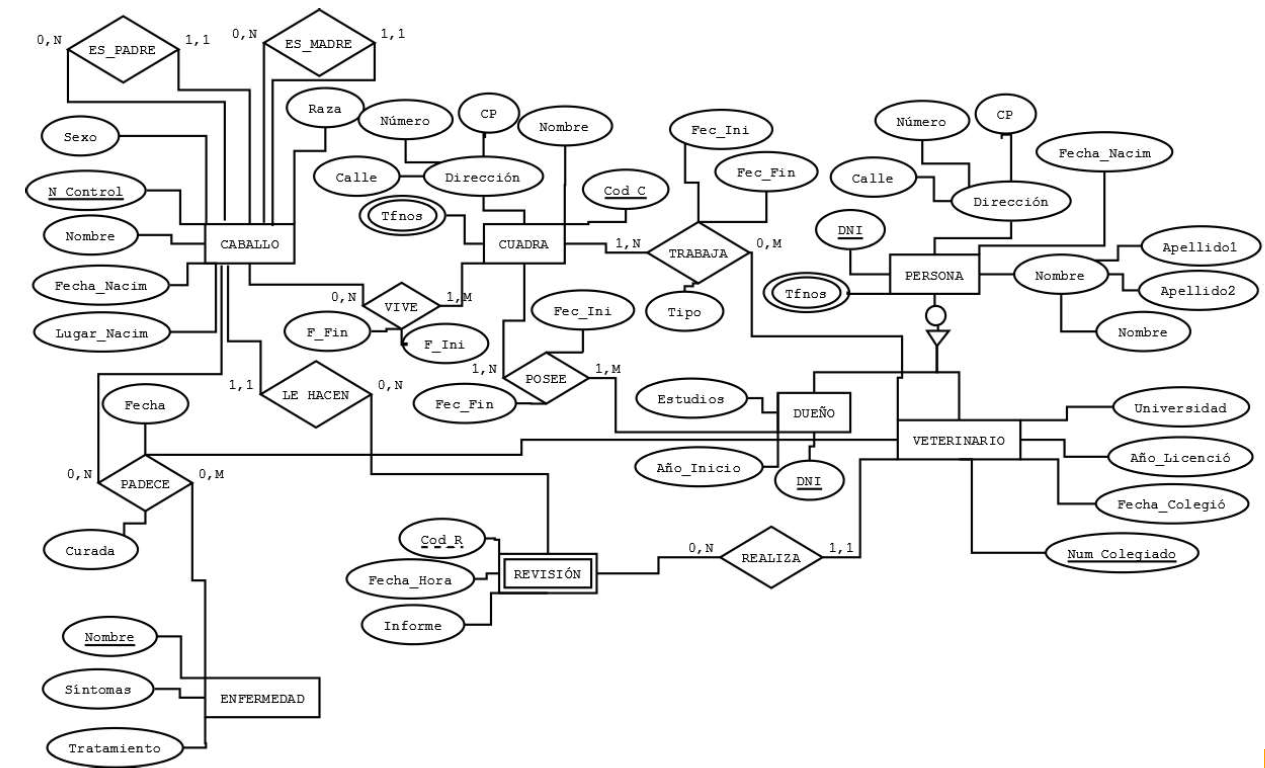 0,N
ES_PADRE
1,1
0,N
ES_MADRE
1,1
Sexo
N_Control
Nombre
Fecha_Nacim
Lugar_Nacim
Raza
CABALLO
Número
CP
Nombre
Calle
Dirección
Tfnos
Cod_C
CUADRA
Fec_Ini
Fec_Fin
1,N
TRABAJA
0,M
Tipo
Número
CP
Fecha_Nacim
Calle
Dirección
DNI
Tfnos
PERSONA
Nombre
Apellido1
Apellido2
Nombre
0,N
VIVE
1,M
F_Fin
F_Ini
Fec_Ini
1,N
POSEE
1,M
Fec_Fin
1,1
LE HACEN
0,N
Estudios
DUEÑO
Año_Inicio
DNI
VETERINARIO
Universidad
Año_Licenció
Fecha_Colegió
Num_Colegiado
Fecha
0,N
PADECE
0,M
Curada
Cod_R
Fecha_Hora
Informe
REVISIÓN
0,N
REALIZA
1,1
Nombre
Síntomas
Tratamiento
ENFERMEDAD